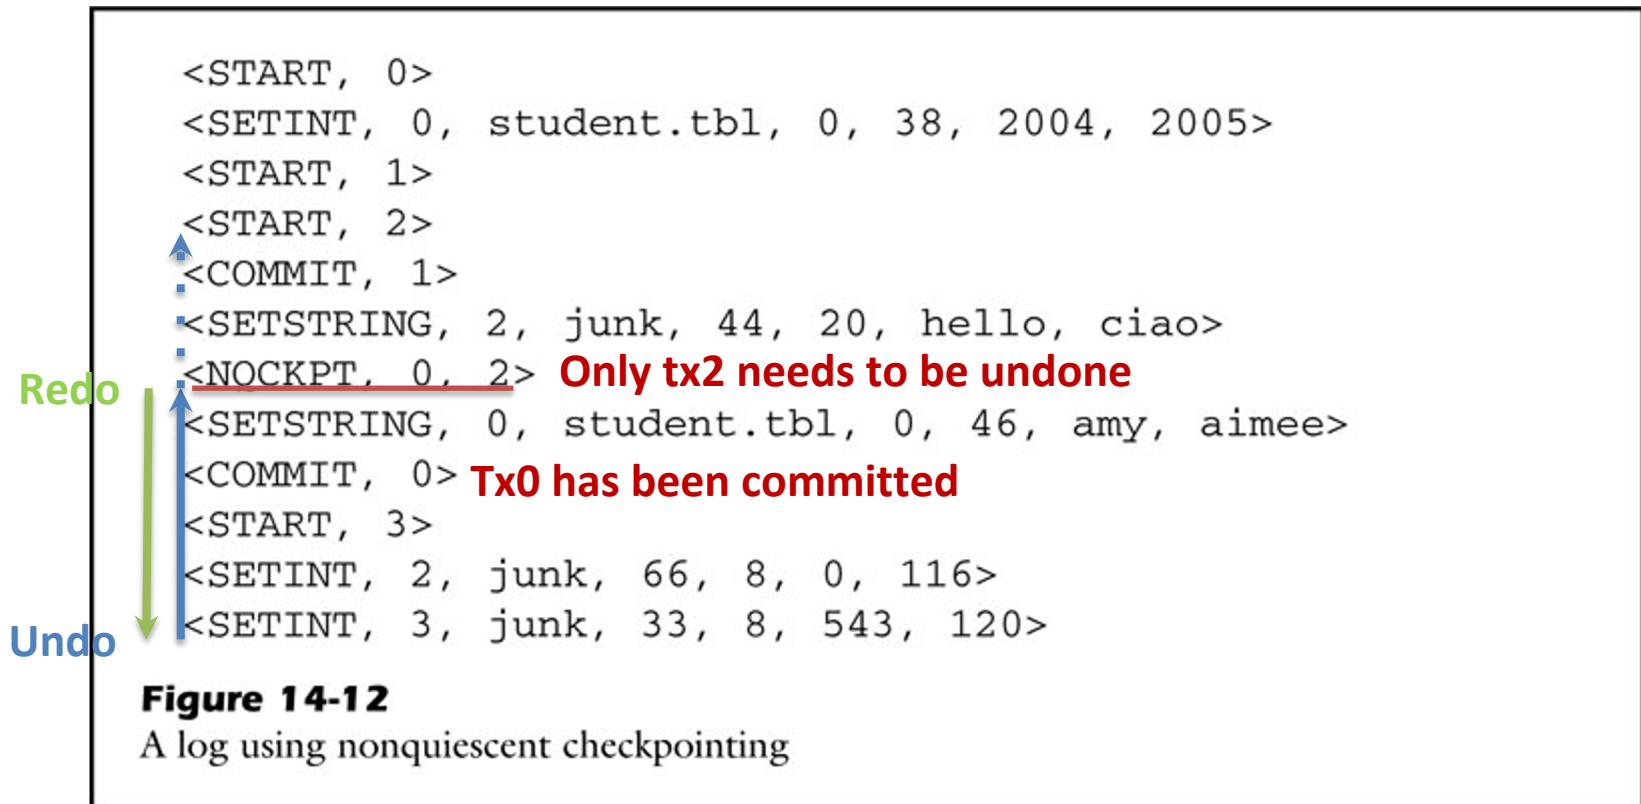 <START, 0>
<SETINT, 0, student.tbl, 0, 38, 2004, 2005>
<START, 1>
<START, 2>
<COMMIT, 1>
<SETSTRING, 2, junk, 44, 20, hello, ciao>
<NOCKPT, 0, 2> Only tx2 needs to be undone
Redo
<SETSTRING, 0, student.tbl, 0, 46, amy, aimee>
<COMMIT, 0> Tx0 has been committed
<START, 3>
<SETINT, 2, junk, 66, 8, 0, 116>
<SETINT, 3, junk, 33, 8, 543, 120>
Undo
Figure 14-12
A log using nonquiescent checkpointing